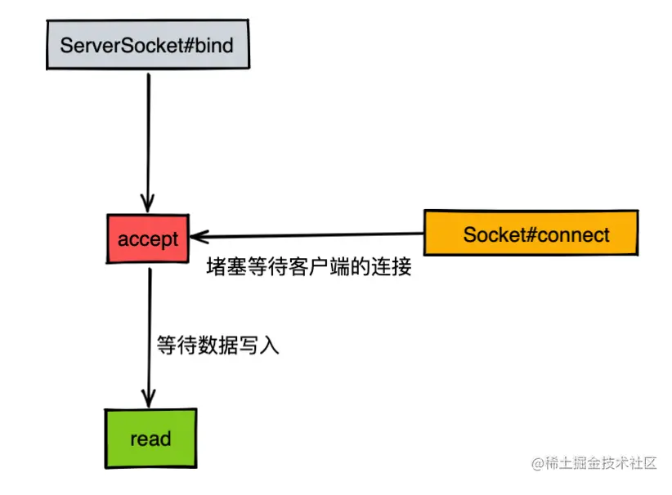 ServerSocket#bind
accept
Socket#connect
堵塞等待客户端的连接
等待数据写入
read
@稀土掘金技术社区